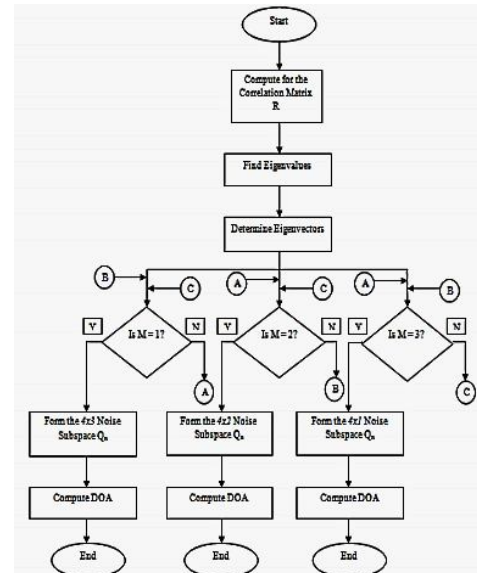 Start
Compute for the
Correlation Matrix
R
Find Eigenvalues
Determine Eigenvectors
B
C
A
C
A
B
Y
Is M = 1?
N
Y
Is M = 2?
N
Y
Is M = 3?
N
A
B
C
Form the 4x3 Noise
Subspace Qn
Form the 4x2 Noise
Subspace Qn
Form the 4x1 Noise
Subspace Qn
Compute DOA
Compute DOA
Compute DOA
End
End
End